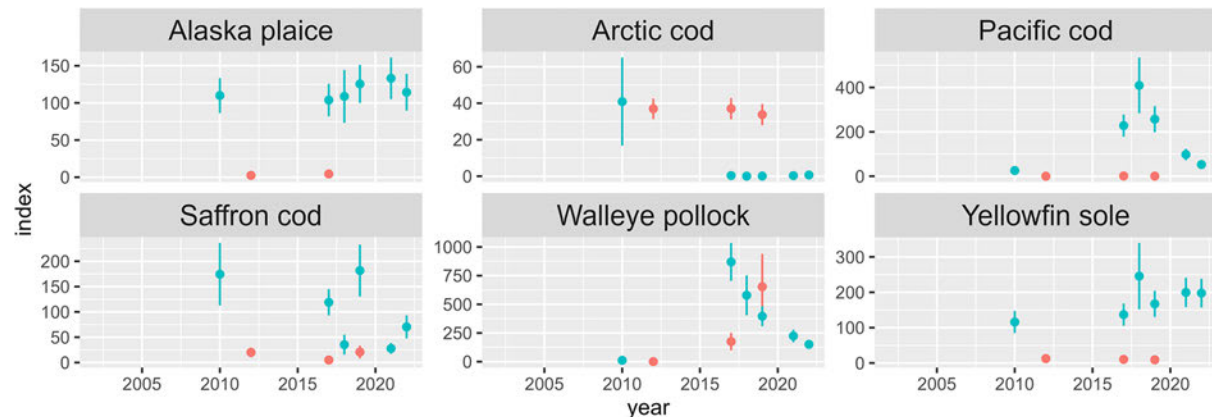 Alaska plaice
Arctic cod
Pacific cod
150
100
50
0
60
40
20
0
400
200
0
index
Saffron cod
Walleye pollock
Yellowfin sole
200
150
100
50
0
1000
750
500
250
0
300
200
100
0
2005 2010 2015 2020
2005 2010 2015 2020
2005 2010 2015 2020
year